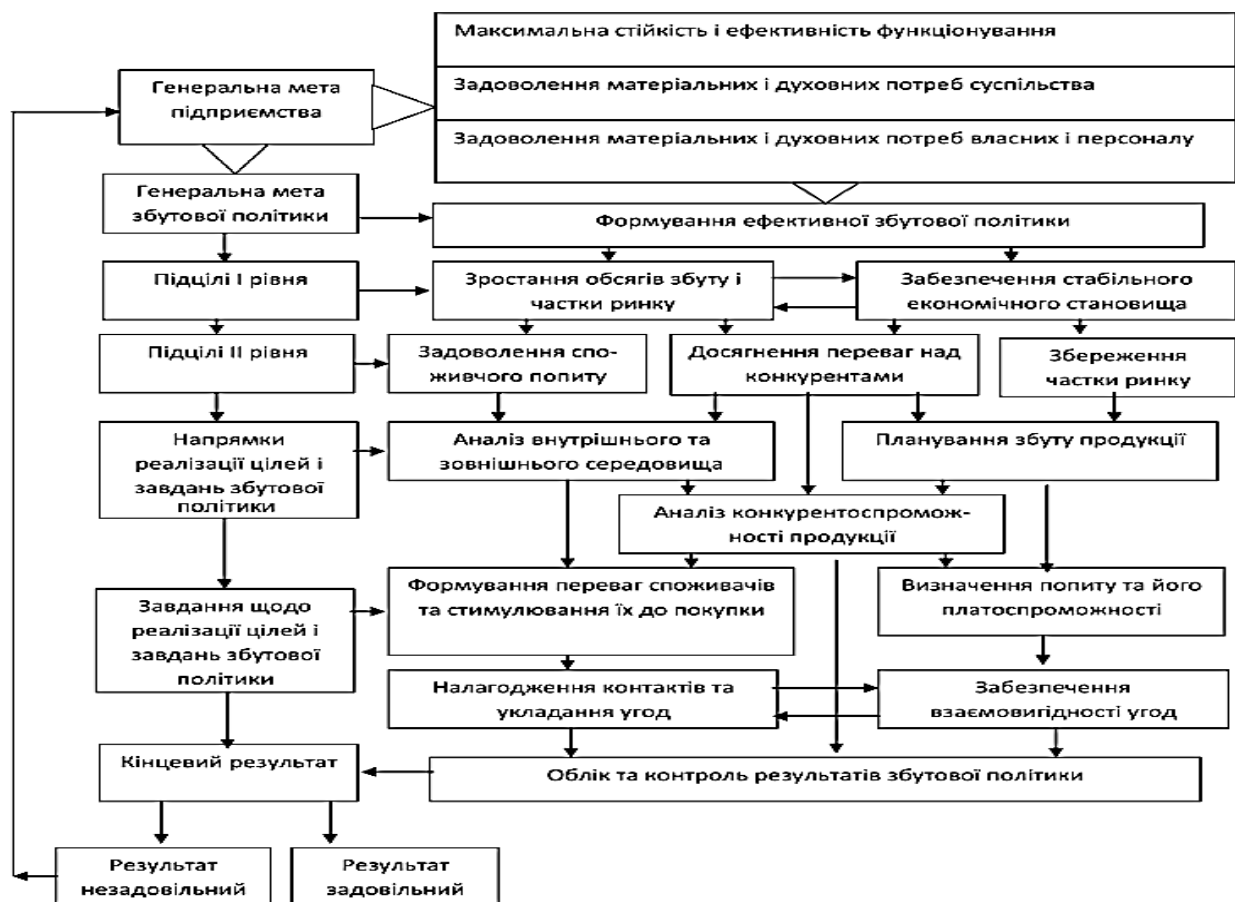 Максимальна стійкість і ефективність функціонування
Генеральна мета
підприємства
Задоволення матеріальних і духовних потреб суспільства
Задоволення матеріальних і духовних потреб власних і персоналу
Генеральна мета
збутової політики
Формування ефективної збутової політики
Підцілі I рівня
Зростання обсягів збуту і
частки ринку
Забезпечення стабільного
економічного становища
Підцілі II рівня
Задоволення спо-
живчого попиту
Досягнення переваг над
конкурентами
Збереження
частки ринку
Напрямки
реалізації цілей і
завдань збутової
політики
Аналіз внутрішнього та
зовнішнього середовища
Планування збуту продукції
Аналіз конкурентоспромож-
ності продукції
Завдання щодо
реалізації цілей і
завдань збутової
політики
Формування переваг споживачів
та стимулювання їх до покупки
Визначення попиту та його
платоспроможності
Налагодження контактів та
укладання угод
Забезпечення
взаємовигідності угод
Кінцевий результат
Облік та контроль результатів збутової політики
Результат
незадовільний
Результат
задовільний